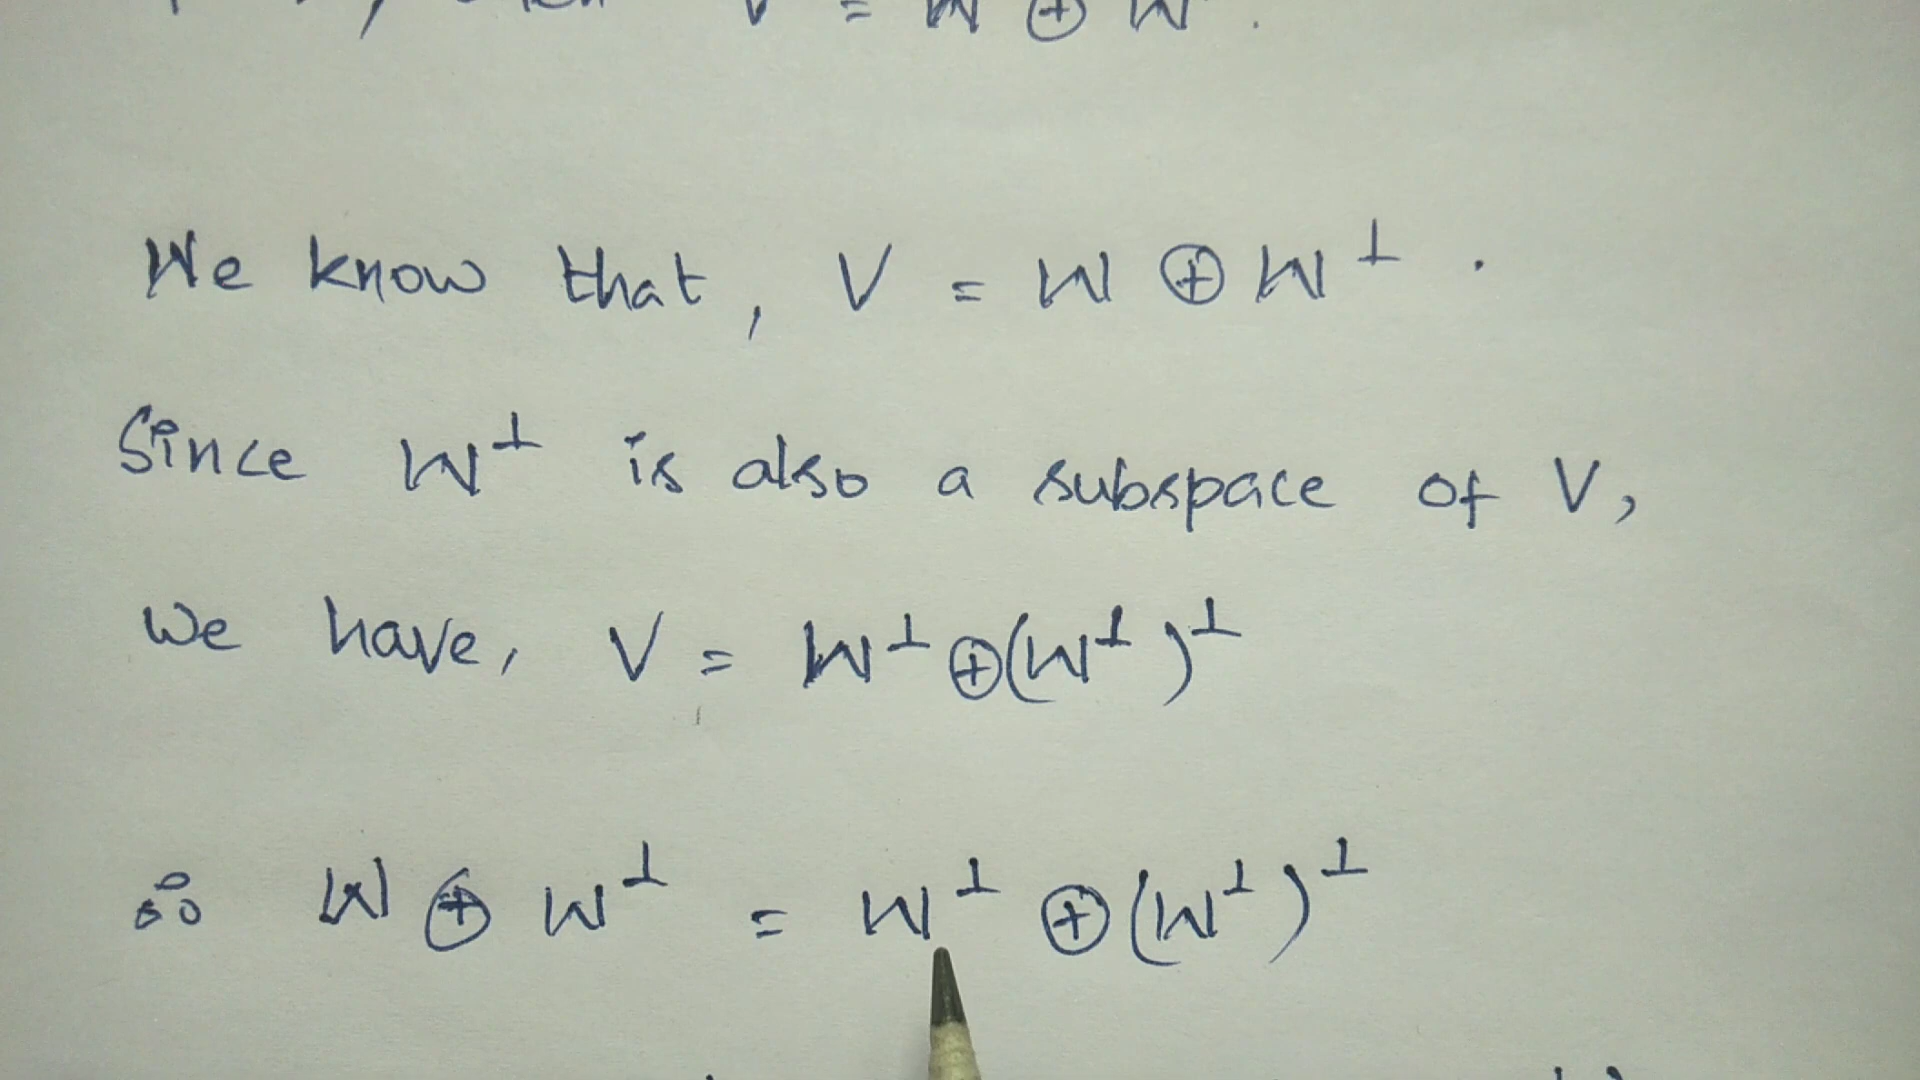 V = W ⊕ W .
We know that, V = W ⊕ W⊥ .
Since W⊥ is also a subspace of V,
we have, V = W⊥ ⊕ (W⊥)⊥
∴ W ⊕ W⊥ = W⊥ ⊕ (W⊥)⊥